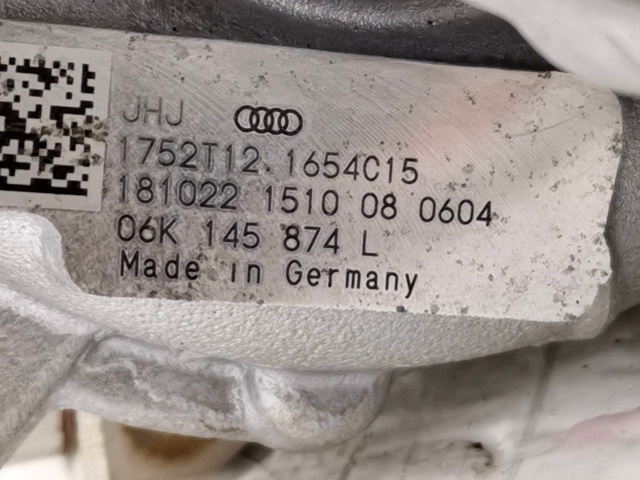 JHJ
1752T12.1654C15
181022 1510 08 0604
06K 145 874 L
Made in Germany